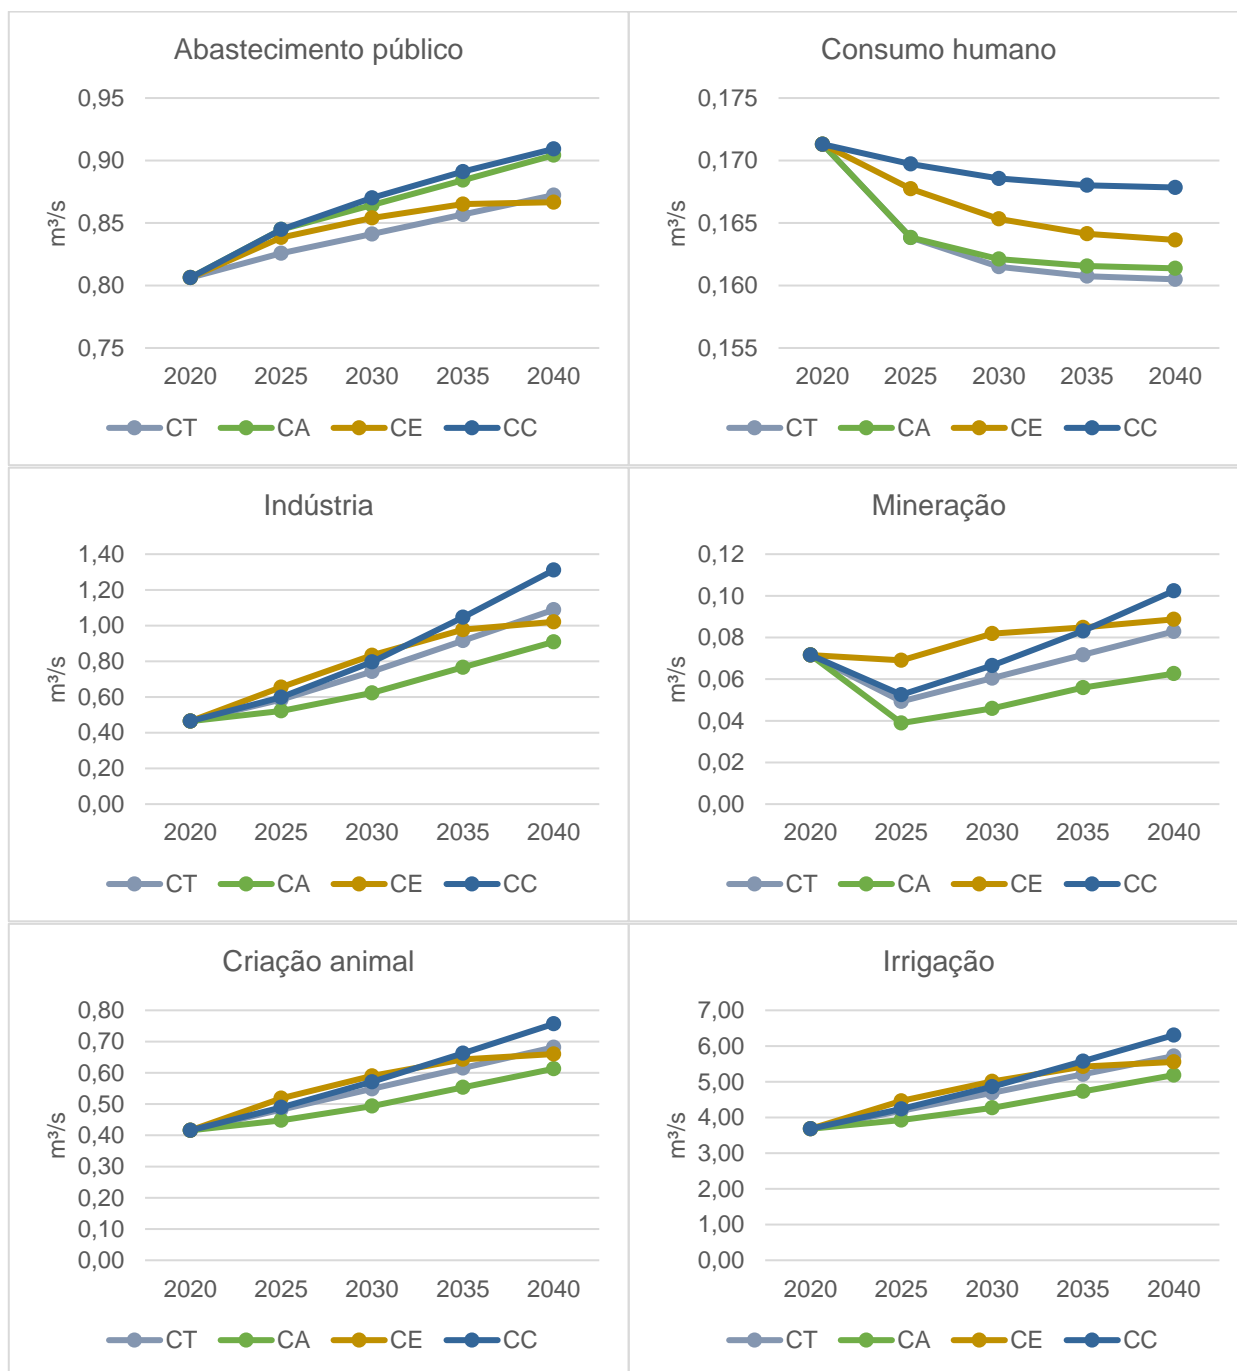 Abastecimento público
0,95
0,90
0,85
0,80
0,75
m³/s
2020 2025 2030 2035 2040
CT CA CE CC
Consumo humano
0,175
0,170
0,165
0,160
0,155
m³/s
2020 2025 2030 2035 2040
CT CA CE CC
Indústria
1,40
1,20
1,00
0,80
0,60
0,40
0,20
0,00
m³/s
2020 2025 2030 2035 2040
CT CA CE CC
Mineração
0,12
0,10
0,08
0,06
0,04
0,02
0,00
m³/s
2020 2025 2030 2035 2040
CT CA CE CC
Criação animal
0,80
0,70
0,60
0,50
0,40
0,30
0,20
0,10
0,00
m³/s
2020 2025 2030 2035 2040
CT CA CE CC
Irrigação
7,00
6,00
5,00
4,00
3,00
2,00
1,00
0,00
m³/s
2020 2025 2030 2035 2040
CT CA CE CC